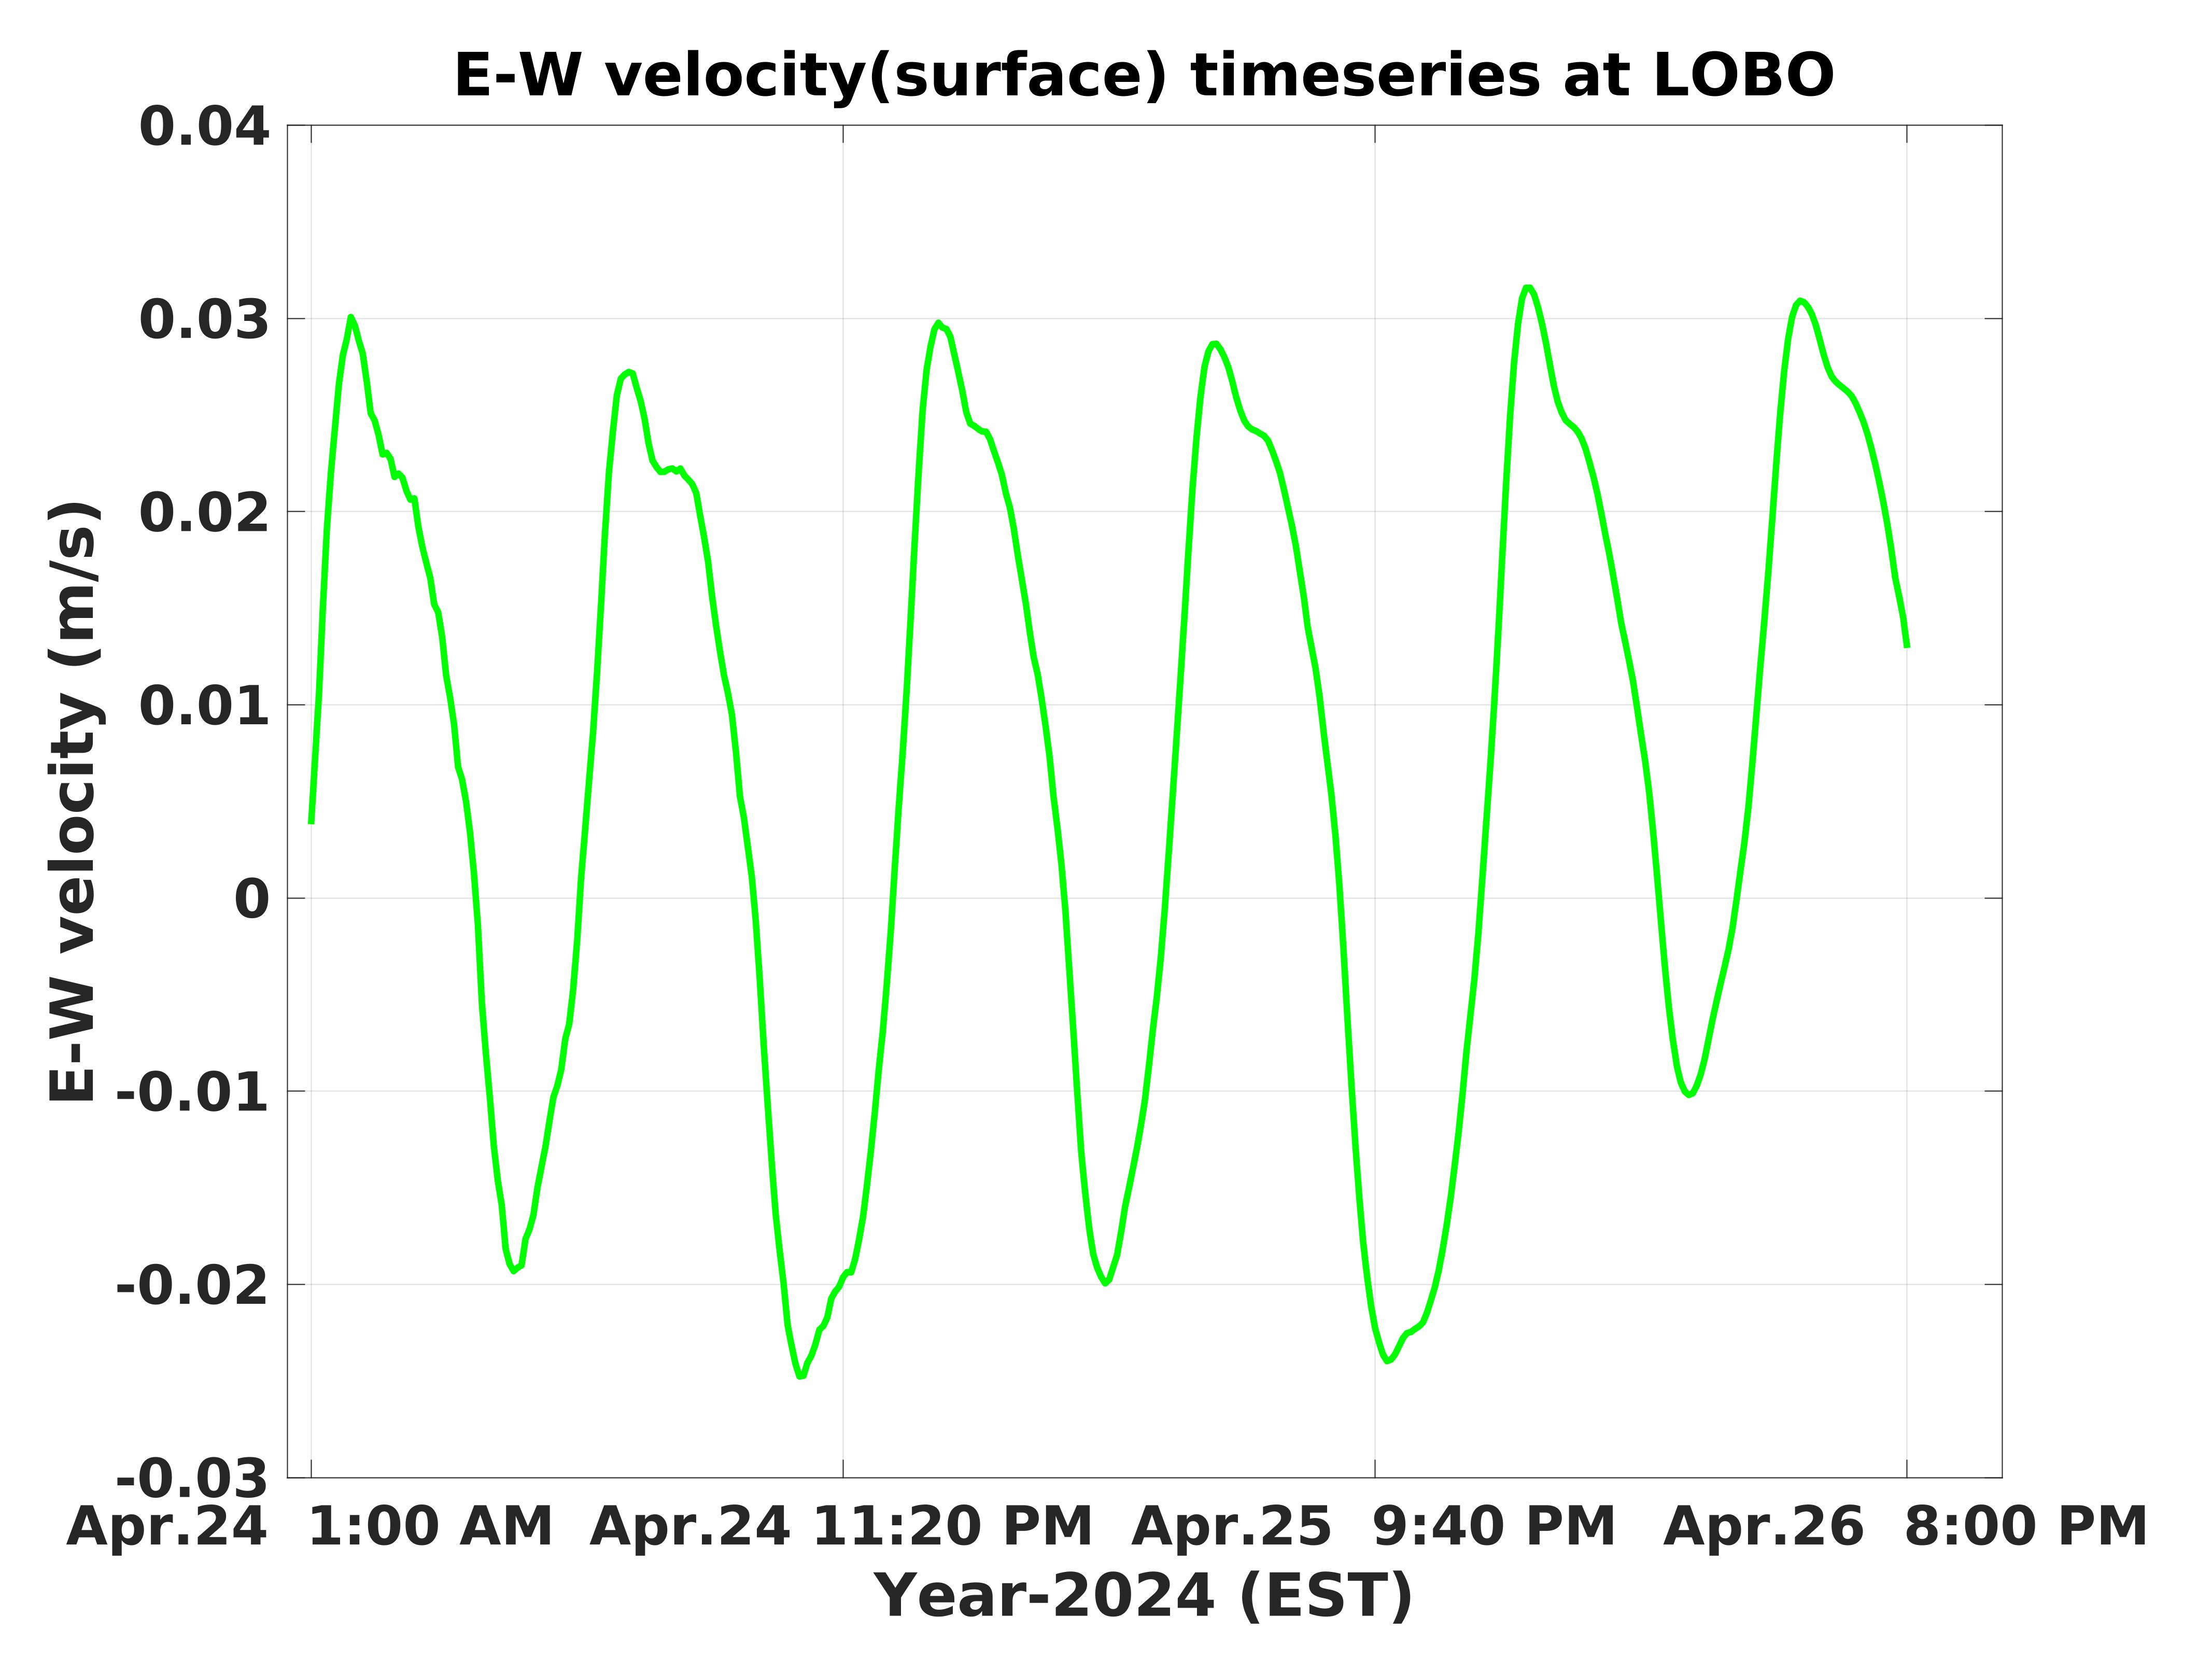 E-W velocity(surface) timeseries at LOBO
E-W velocity (m/s)
0.04
0.03
0.02
0.01
0
-0.01
-0.02
-0.03
Apr.24 1:00 AM Apr.24 11:20 PM Apr.25 9:40 PM Apr.26 8:00 PM
Year-2024 (EST)